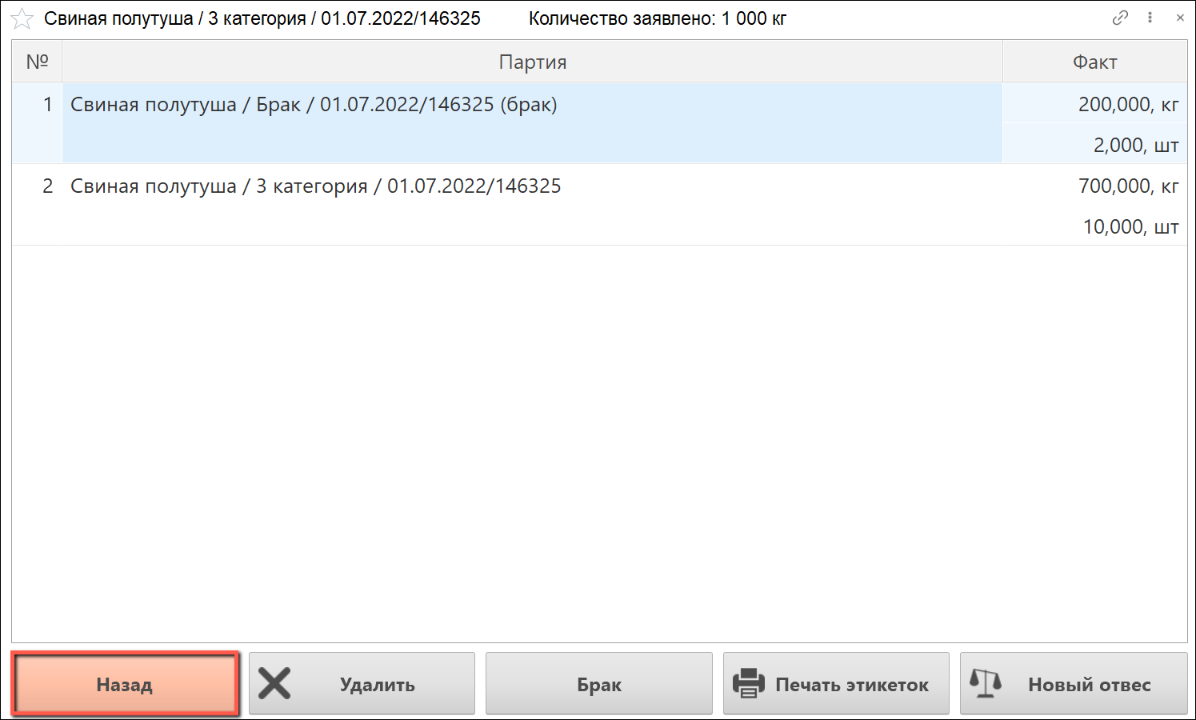 Свиная полутуша / 3 категория / 01.07.2022/146325 Количество заявлено: 1 000 кг
№ Партия Факт
1 Свиная полутуша / Брак / 01.07.2022/146325 (брак) 200,000, кг
2,000, шт
2 Свиная полутуша / 3 категория / 01.07.2022/146325 700,000, кг
10,000, шт
Назад Удалить Брак Печать этикеток Новый отвес